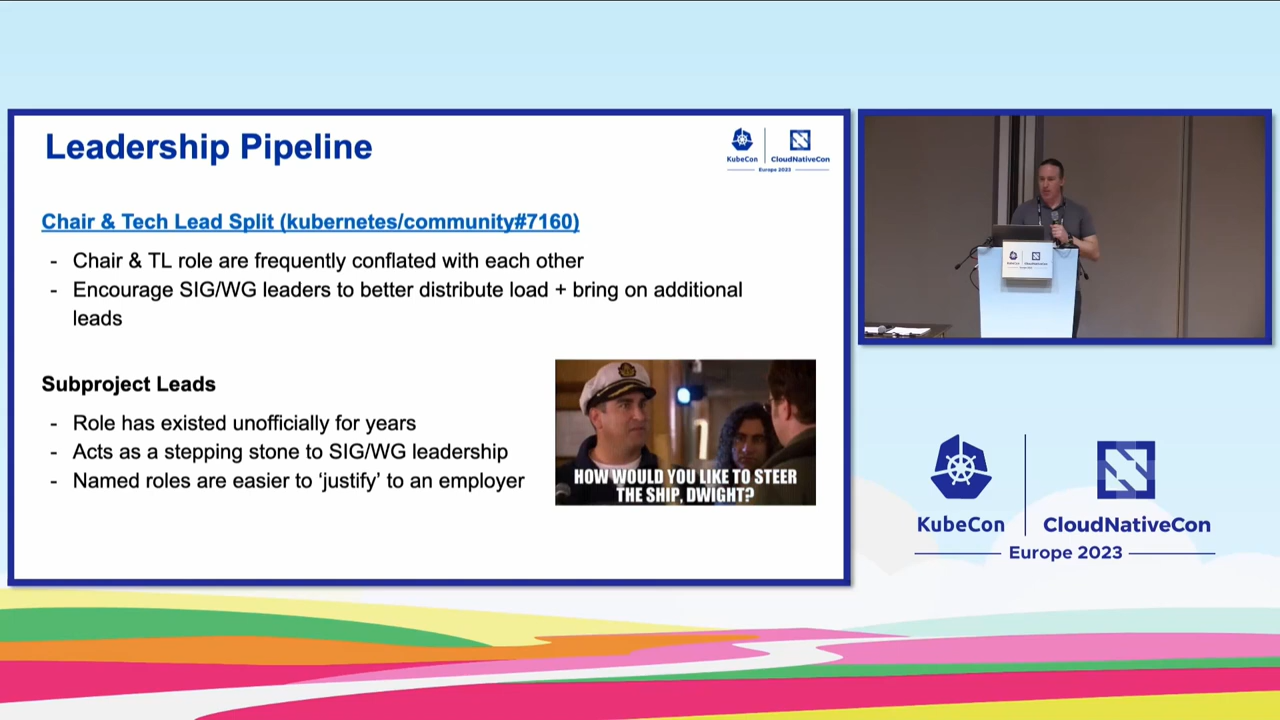 Leadership Pipeline
KubeCon
CloudNativeCon
Europe 2023
Chair & Tech Lead Split (kubernetes/community#7160)
- Chair & TL role are frequently conflated with each other
- Encourage SIG/WG leaders to better distribute load + bring on additional
leads
Subproject Leads
- Role has existed unofficially for years
- Acts as a stepping stone to SIG/WG leadership
- Named roles are easier to ‘justify’ to an employer
HOW WOULD YOU LIKE TO STEER
THE SHIP, DWIGHT?
KubeCon
CloudNativeCon
Europe 2023